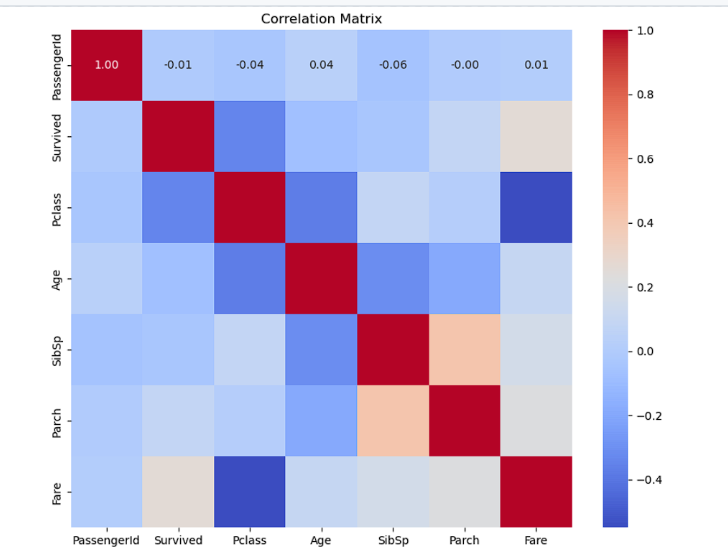 Correlation Matrix
PassengerId
1.00 -0.01 -0.04 0.04 -0.06 -0.00 0.01
Survived
Pclass
Age
SibSp
Parch
Fare
PassengerId Survived Pclass Age SibSp Parch Fare
1.0
0.8
0.6
0.4
0.2
0.0
−0.2
−0.4